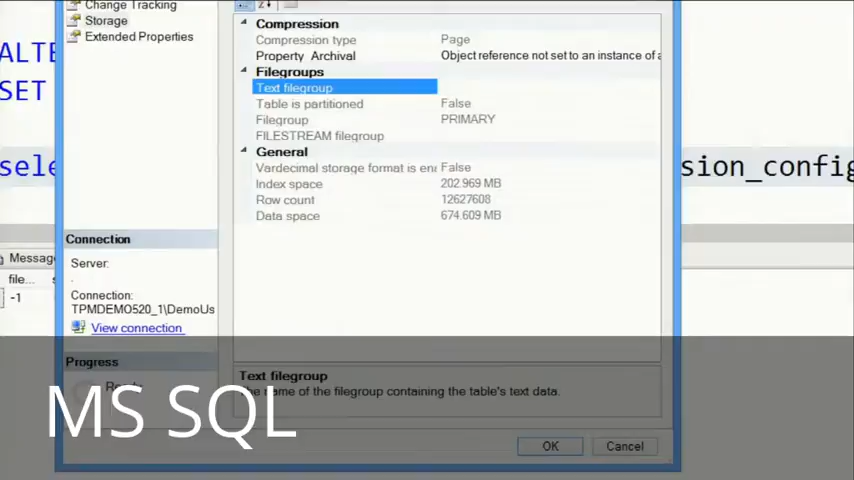 Change Tracking
Storage
Extended Properties
ALTE
SET
sele
sion_config
Compression
Compression type Page
Property Archival Object reference not set to an instance of a
Filegroups
Text filegroup
Table is partitioned False
Filegroup PRIMARY
FILESTREAM filegroup
General
Vardecimal storage format is ena False
Index space 202.969 MB
Row count 12627608
Data space 674.609 MB
Connection
Server:
.
Connection:
TPMDEMO520_1\DemoUs
View connection
Messag
file...
-1
Progress
Ready
Text filegroup
The name of the filegroup containing the table's text data.
OK Cancel
MS SQL